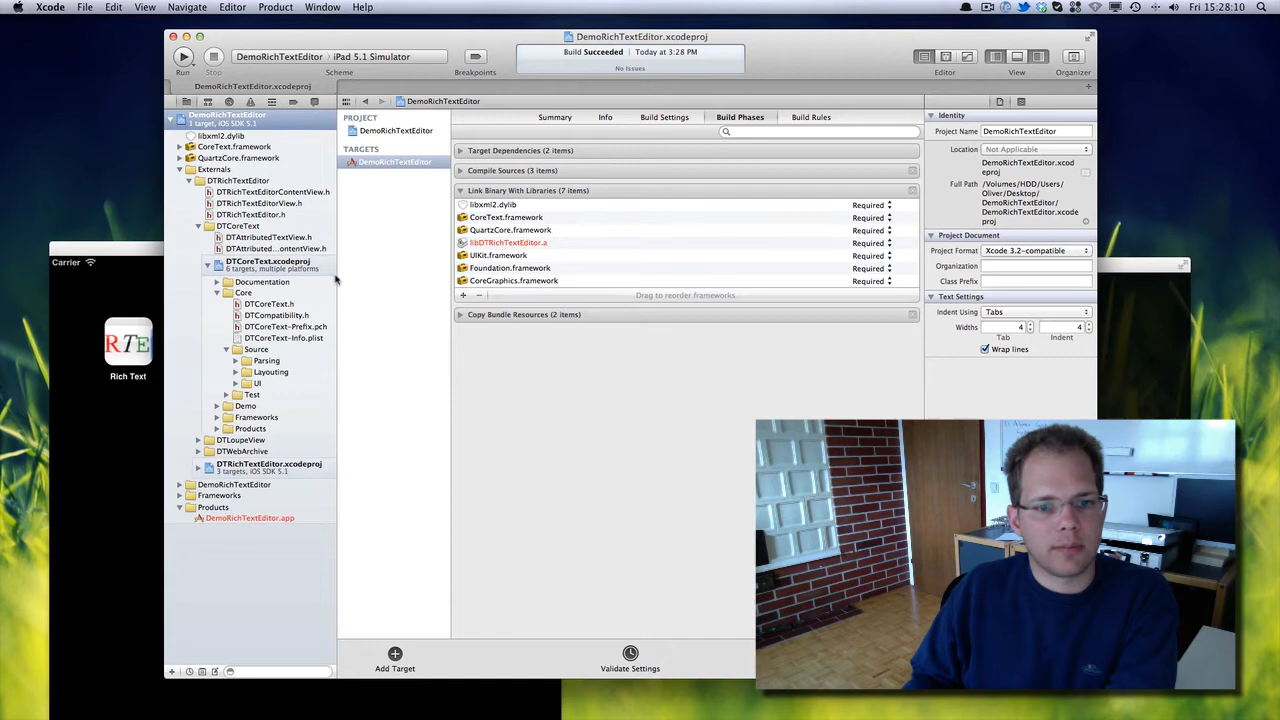 Xcode File Edit View Navigate Editor Product Window Help
Fri 15:28:10
DemoRichTextEditor.xcodeproj
Run
Stop
DemoRichTextEditor iPad 5.1 Simulator
Scheme
Breakpoints
Build Succeeded Today at 3:28 PM
No Issues
Editor
View
Organizer
DemoRichTextEditor.xcodeproj
DemoRichTextEditor
1 target, iOS SDK 5.1
libxml2.dylib
CoreText.framework
QuartzCore.framework
Externals
DTRichTextEditor
DTRichTextEditorContentView.h
DTRichTextEditorView.h
DTRichTextEditor.h
DTCoreText
DTAttributedTextView.h
DTAttributed...ontentView.h
DTCoreText.xcodeproj
6 targets, multiple platforms
Documentation
Core
DTCoreText.h
DTCompatibility.h
DTCoreText-Prefix.pch
DTCoreText-Info.plist
Source
Parsing
Layouting
UI
Test
Demo
Frameworks
Products
DTLoupeView
DTWebArchive
DTRichTextEditor.xcodeproj
3 targets, iOS SDK 5.1
DemoRichTextEditor
Frameworks
Products
DemoRichTextEditor.app
DemoRichTextEditor
PROJECT
DemoRichTextEditor
TARGETS
DemoRichTextEditor
Add Target
Summary Info Build Settings Build Phases Build Rules
Target Dependencies (2 items)
Compile Sources (3 items)
Link Binary With Libraries (7 items)
libxml2.dylib Required
CoreText.framework Required
QuartzCore.framework Required
libDTRichTextEditor.a Required
UIKit.framework Required
Foundation.framework Required
CoreGraphics.framework Required
Drag to reorder frameworks
Copy Bundle Resources (2 items)
Validate Settings
Identity
Project Name DemoRichTextEditor
Location Not Applicable
DemoRichTextEditor.xcod
eproj
Full Path /Volumes/HDD/Users/
Oliver/Desktop/
DemoRichTextEditor/
DemoRichTextEditor.xcode
proj
Project Document
Project Format Xcode 3.2-compatible
Organization
Class Prefix
Text Settings
Indent Using Tabs
Widths 4 4
Tab Indent
Wrap lines
Carrier
RTE
Rich Text